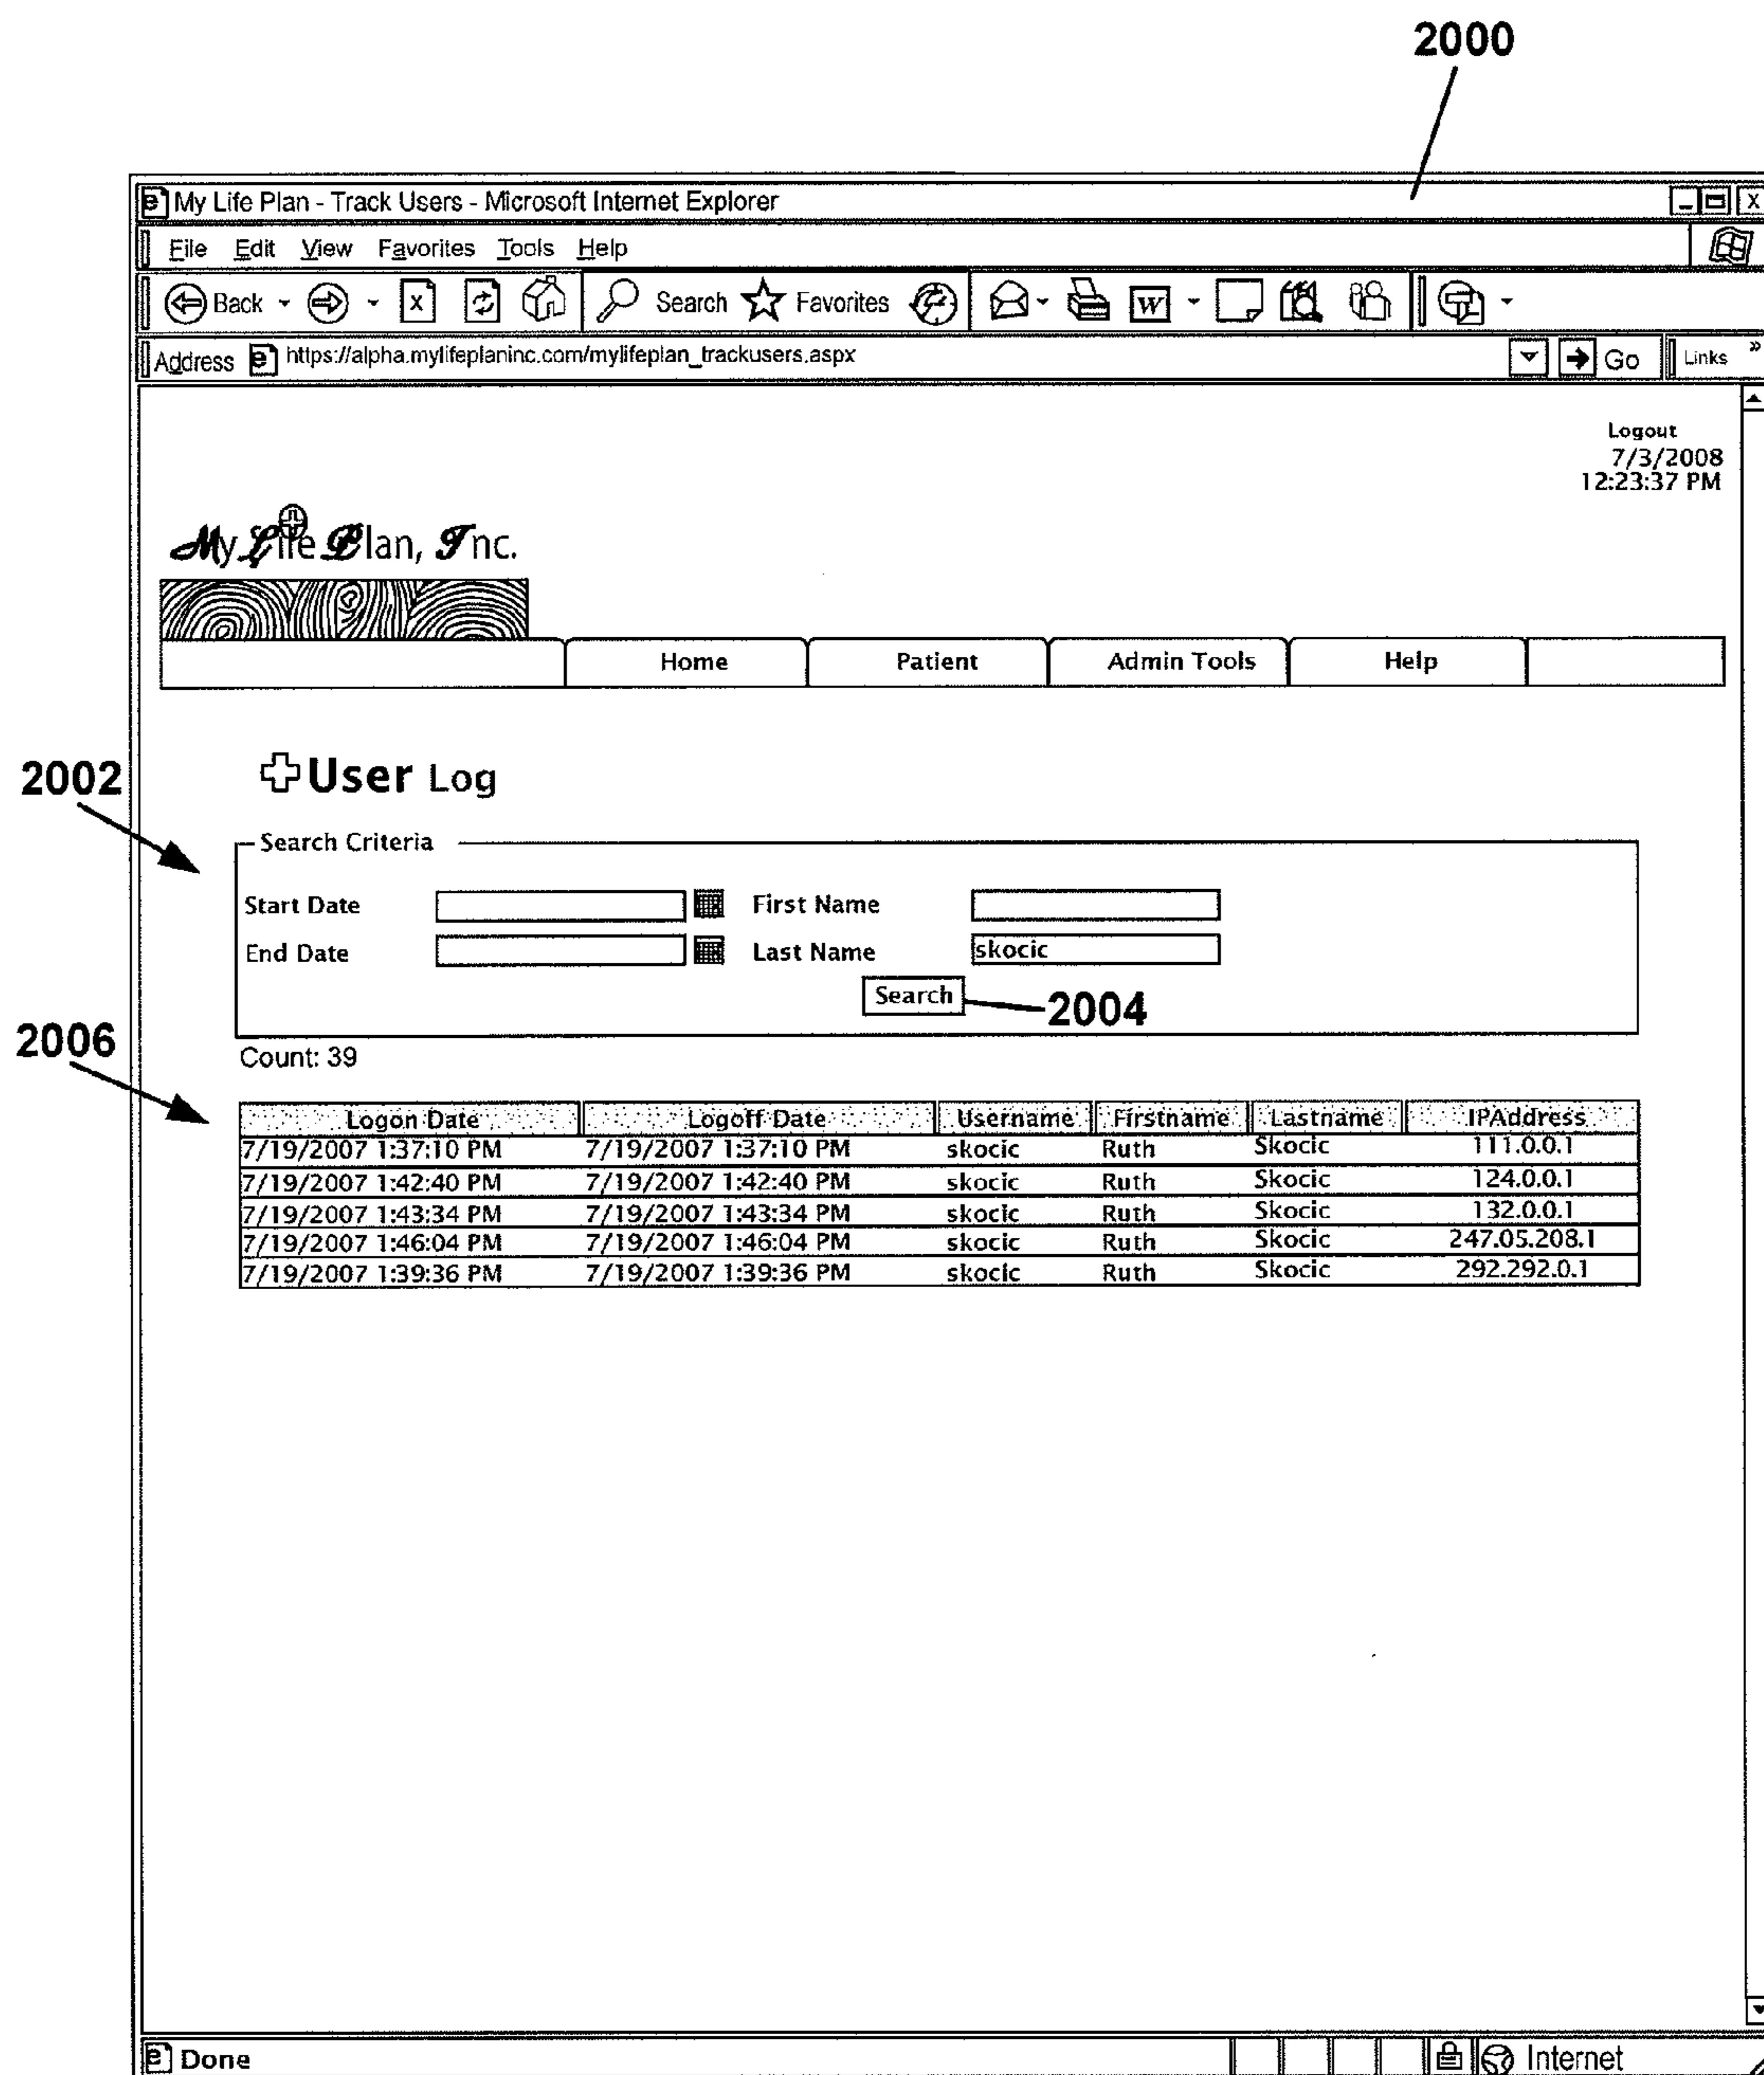 2000
My Life Plan - Track Users - Microsoft Internet Explorer
File Edit View Favorites Tools Help
Back Search Favorites W
Address https://alpha.mylifeplaninc.com/mylifeplan_trackusers.aspx Go Links »
Logout
7/3/2008
12:23:37 PM
My Life Plan, Inc.
Home Patient Admin Tools Help
2002
User Log
Search Criteria
Start Date First Name
End Date Last Name skocic
Search 2004
2006
Count: 39
Logon Date Logoff Date Username Firstname Lastname IPAddress
7/19/2007 1:37:10 PM 7/19/2007 1:37:10 PM skocic Ruth Skocic 111.0.0.1
7/19/2007 1:42:40 PM 7/19/2007 1:42:40 PM skocic Ruth Skocic 124.0.0.1
7/19/2007 1:43:34 PM 7/19/2007 1:43:34 PM skocic Ruth Skocic 132.0.0.1
7/19/2007 1:46:04 PM 7/19/2007 1:46:04 PM skocic Ruth Skocic 247.05.208.1
7/19/2007 1:39:36 PM 7/19/2007 1:39:36 PM skocic Ruth Skocic 292.292.0.1
Done Internet